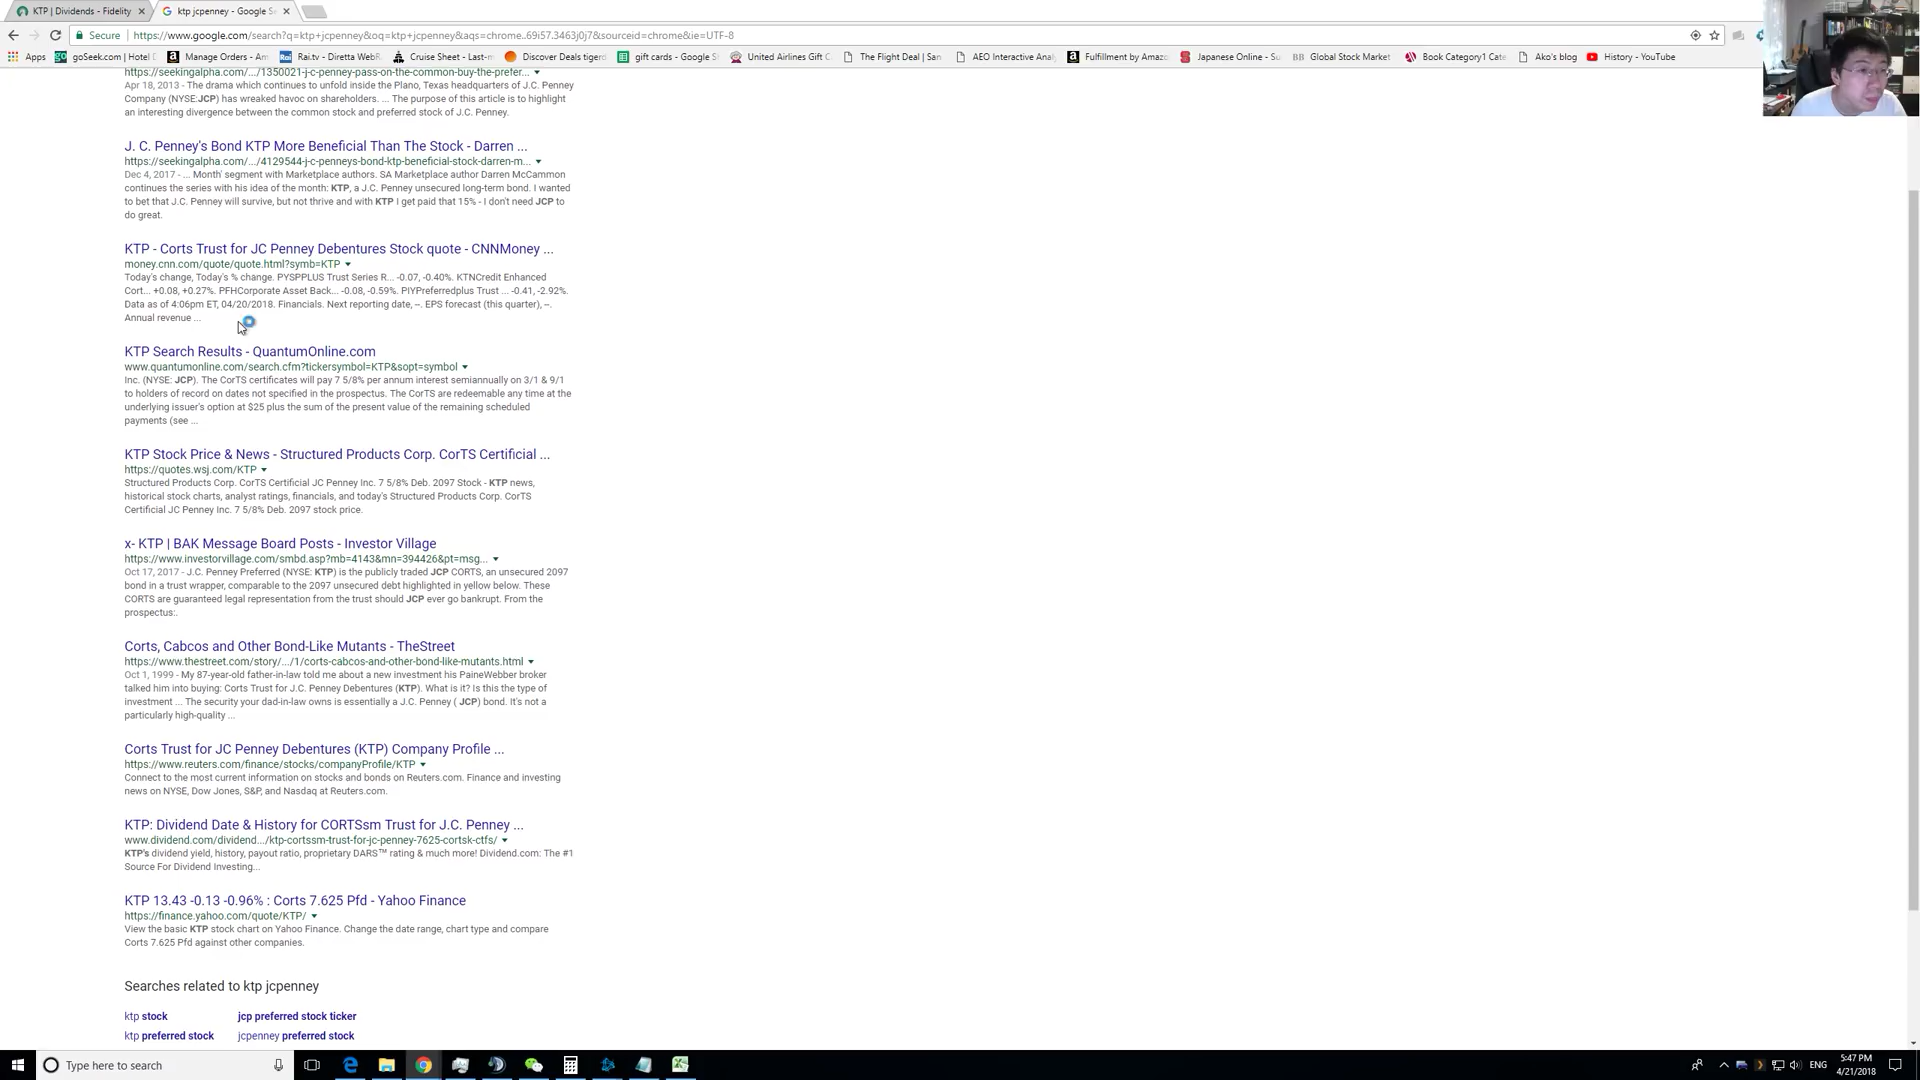 KTP | Dividends - Fidelity
ktp jcpenney - Google Se
Secure
https://www.google.com/search?q=ktp+jcpenney&oq=ktp+jcpenney&aqs=chrome..69i57.3463j0j7&sourceid=chrome&ie=UTF-8
Apps
goSeek.com | Hotel D
Manage Orders - Am
Rai.tv - Diretta WebR
Cruise Sheet - Last-m
Discover Deals tigerd
gift cards - Google S
United Airlines Gift C
The Flight Deal | San
AEO Interactive Anal
Fulfillment by Amazo
Japanese Online - Su
BB Global Stock Market
Book Category1 Cate
Ako's blog
History - YouTube
https://seekingalpha.com/.../1350021-j-c-penney-pass-on-the-common-buy-the-prefer...
Apr 18, 2013 - The drama which continues to unfold inside the Plano, Texas headquarters of J.C. Penney
Company (NYSE:JCP) has wreaked havoc on shareholders. ... The purpose of this article is to highlight
an interesting divergence between the common stock and preferred stock of J.C. Penney.
J. C. Penney's Bond KTP More Beneficial Than The Stock - Darren ...
https://seekingalpha.com/.../4129544-j-c-penneys-bond-ktp-beneficial-stock-darren-m...
Dec 4, 2017 - ... Month' segment with Marketplace authors. SA Marketplace author Darren McCammon
continues the series with his idea of the month: KTP, a J.C. Penney unsecured long-term bond. I wanted
to bet that J.C. Penney will survive, but not thrive and with KTP I get paid that 15% - I don't need JCP to
do great.
KTP - Corts Trust for JC Penney Debentures Stock quote - CNNMoney ...
money.cnn.com/quote/quote.html?symb=KTP
Today's change, Today's % change. PYSPPLUS Trust Series R... -0.07, -0.40%. KTNCredit Enhanced
Cort... +0.08, +0.27%. PFHCorporate Asset Back... -0.08, -0.59%. PIYPreferredplus Trust ... -0.41, -2.92%.
Data as of 4:06pm ET, 04/20/2018. Financials. Next reporting date, --. EPS forecast (this quarter), --.
Annual revenue ...
KTP Search Results - QuantumOnline.com
www.quantumonline.com/search.cfm?tickersymbol=KTP&sopt=symbol
Inc. (NYSE: JCP). The CorTS certificates will pay 7 5/8% per annum interest semiannually on 3/1 & 9/1
to holders of record on dates not specified in the prospectus. The CorTS are redeemable any time at the
underlying issuer's option at $25 plus the sum of the present value of the remaining scheduled
payments (see ...
KTP Stock Price & News - Structured Products Corp. CorTS Certificial ...
https://quotes.wsj.com/KTP
Structured Products Corp. CorTS Certificial JC Penney Inc. 7 5/8% Deb. 2097 Stock - KTP news,
historical stock charts, analyst ratings, financials, and today's Structured Products Corp. CorTS
Certificial JC Penney Inc. 7 5/8% Deb. 2097 stock price.
x- KTP | BAK Message Board Posts - Investor Village
https://www.investorvillage.com/smbd.asp?mb=4143&mn=394426&pt=msg...
Oct 17, 2017 - J.C. Penney Preferred (NYSE: KTP) is the publicly traded JCP CORTS, an unsecured 2097
bond in a trust wrapper, comparable to the 2097 unsecured debt highlighted in yellow below. These
CORTS are guaranteed legal representation from the trust should JCP ever go bankrupt. From the
prospectus:.
Corts, Cabcos and Other Bond-Like Mutants - TheStreet
https://www.thestreet.com/story/.../1/corts-cabcos-and-other-bond-like-mutants.html
Oct 1, 1999 - My 87-year-old father-in-law told me about a new investment his PaineWebber broker
talked him into buying: Corts Trust for J.C. Penney Debentures (KTP). What is it? Is this the type of
investment ... The security your dad-in-law owns is essentially a J.C. Penney ( JCP) bond. It's not a
particularly high-quality ...
Corts Trust for JC Penney Debentures (KTP) Company Profile ...
https://www.reuters.com/finance/stocks/companyProfile/KTP
Connect to the most current information on stocks and bonds on Reuters.com. Finance and investing
news on NYSE, Dow Jones, S&P, and Nasdaq at Reuters.com.
KTP: Dividend Date & History for CORTSsm Trust for J.C. Penney ...
www.dividend.com/dividend.../ktp-cortssm-trust-for-jc-penney-7625-cortsk-ctfs/
KTP's dividend yield, history, payout ratio, proprietary DARS™ rating & much more! Dividend.com: The #1
Source For Dividend Investing...
KTP 13.43 -0.13 -0.96% : Corts 7.625 Pfd - Yahoo Finance
https://finance.yahoo.com/quote/KTP/
View the basic KTP stock chart on Yahoo Finance. Change the date range, chart type and compare
Corts 7.625 Pfd against other companies.
Searches related to ktp jcpenney
ktp stock
jcp preferred stock ticker
ktp preferred stock
jcpenney preferred stock
Type here to search
ENG
5:47 PM
4/21/2018